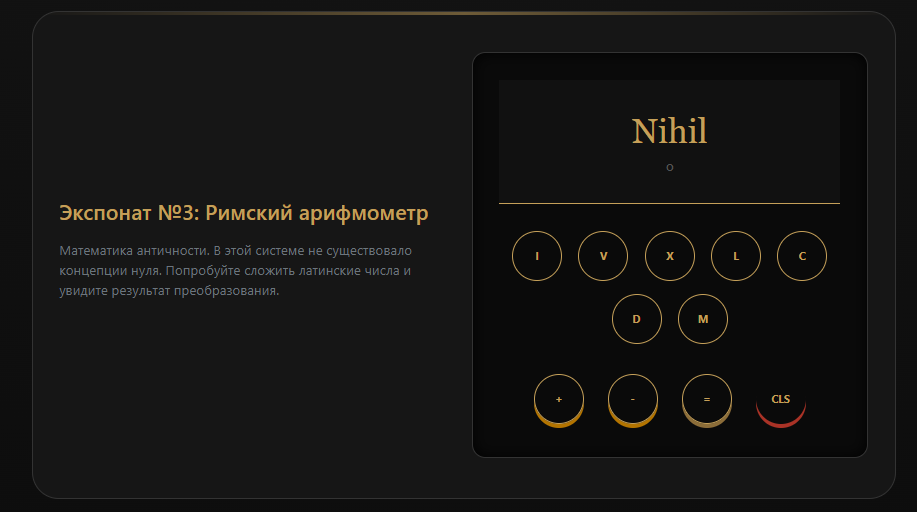 Экспонат №3: Римский арифмометр
Математика античности. В этой системе не существовало
концепции нуля. Попробуйте сложить латинские числа и
увидите результат преобразования.
Nihil
0
I V X L C
D M
+ - = CLS